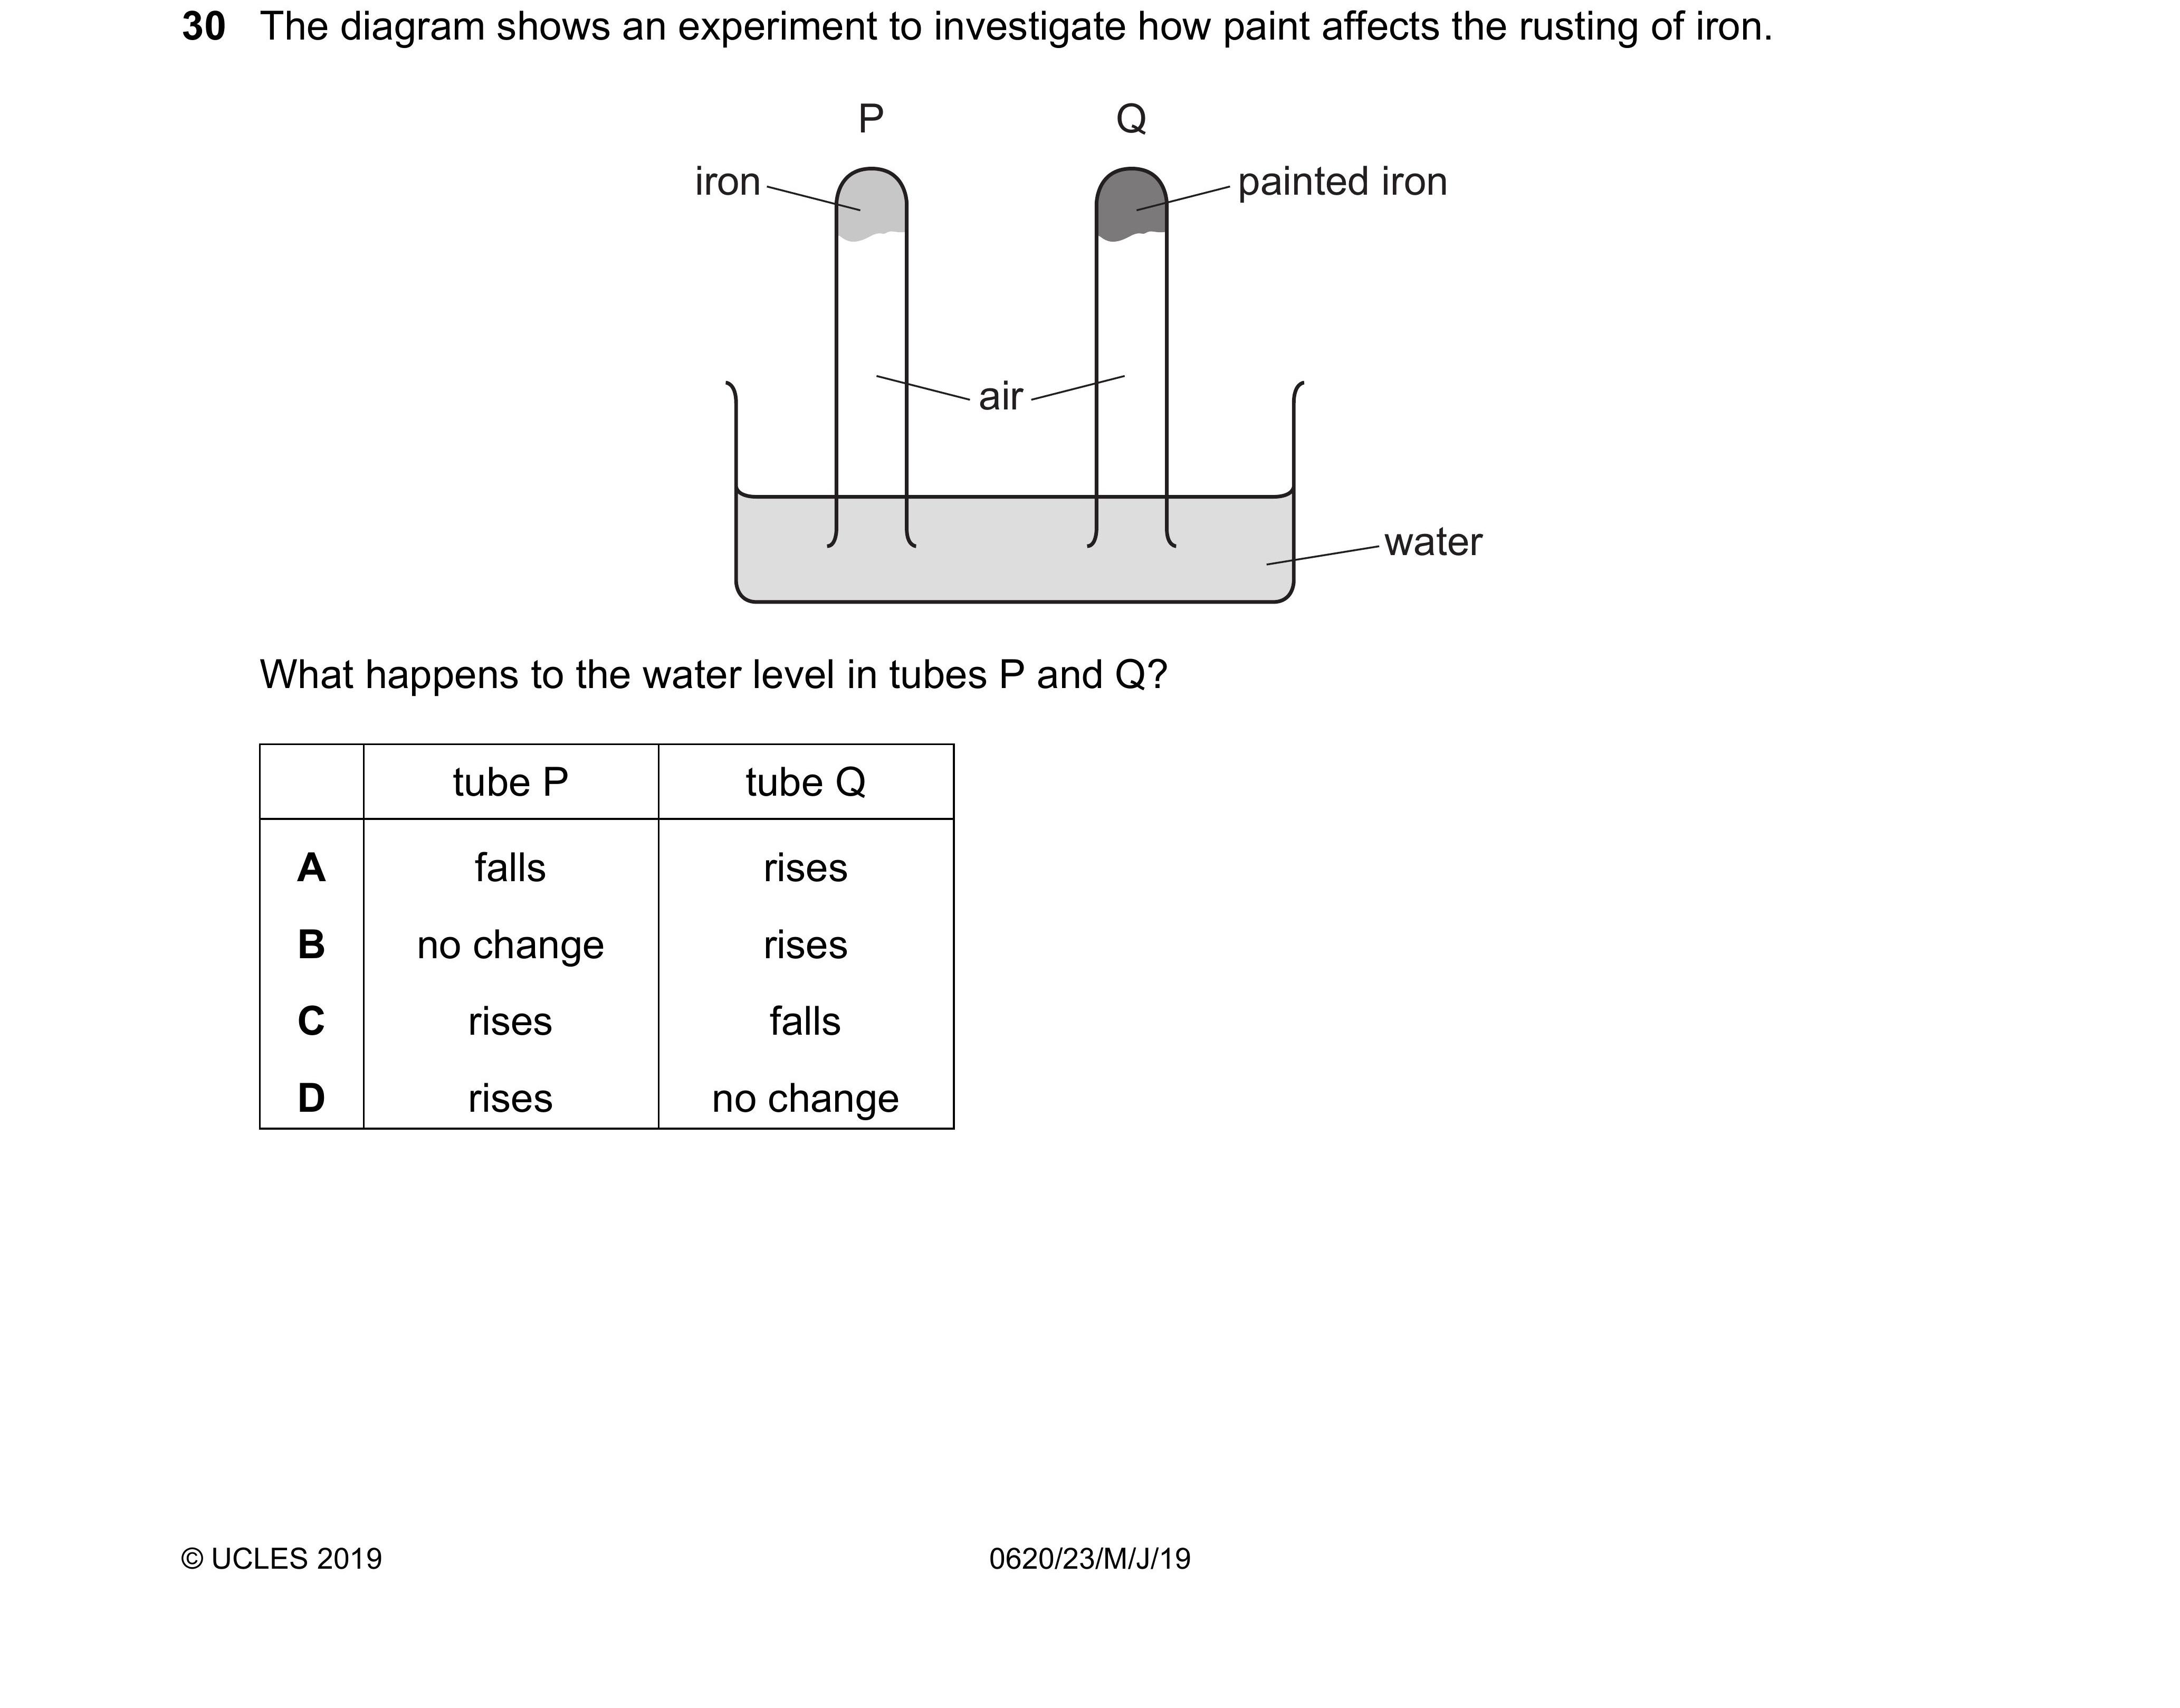 30 The diagram shows an experiment to investigate how paint affects the rusting of iron.
P Q
iron painted iron
air
water
What happens to the water level in tubes P and Q?
tube P tube Q
A falls rises
B no change rises
C rises falls
D rises no change
© UCLES 2019 0620/23/M/J/19